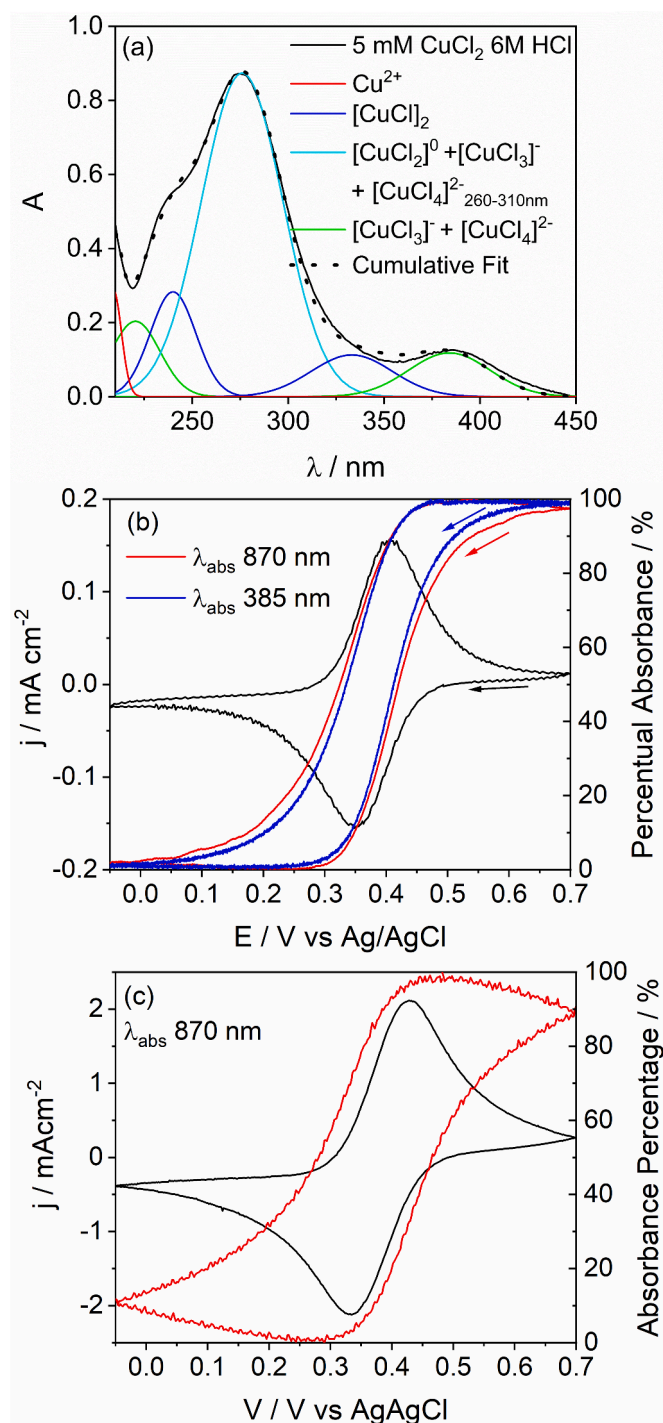 (a)
5 mM CuCl₂ 6M HCl
Cu²⁺
[CuCl]₂
[CuCl₂]⁰ +[CuCl₃]⁻
+ [CuCl₄]²⁻₂₆₀₋₃₁₀nm
[CuCl₃]⁻ + [CuCl₄]²⁻
Cumulative Fit
A
1.0
0.8
0.6
0.4
0.2
0.0
250 300 350 400 450
λ / nm
(b)
λabs 870 nm
λabs 385 nm
j / mA cm⁻²
0.2
0.1
0.0
-0.1
-0.2
100
80
60
40
20
0
Percentual Absorbance / %
0.0 0.1 0.2 0.3 0.4 0.5 0.6 0.7
E / V vs Ag/AgCl
(c)
λabs 870 nm
j / mAcm⁻²
2
1
0
-1
-2
100
80
60
40
20
0
Absorbance Percentage / %
0.0 0.1 0.2 0.3 0.4 0.5 0.6 0.7
V / V vs AgAgCl